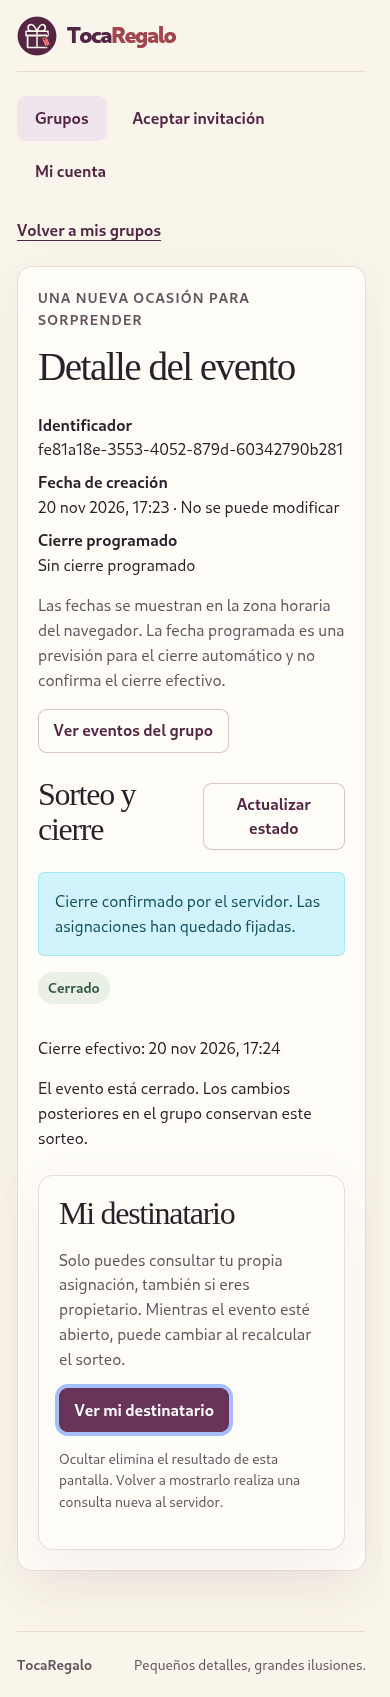 TocaRegalo
Grupos
Aceptar invitación
Mi cuenta
Volver a mis grupos
UNA NUEVA OCASIÓN PARA
SORPRENDER
Detalle del evento
Identificador
fe81a18e-3553-4052-879d-60342790b281
Fecha de creación
20 nov 2026, 17:23 · No se puede modificar
Cierre programado
Sin cierre programado
Las fechas se muestran en la zona horaria
del navegador. La fecha programada es una
previsión para el cierre automático y no
confirma el cierre efectivo.
Ver eventos del grupo
Sorteo y
cierre
Actualizar
estado
Cierre confirmado por el servidor. Las
asignaciones han quedado fijadas.
Cerrado
Cierre efectivo: 20 nov 2026, 17:24
El evento está cerrado. Los cambios
posteriores en el grupo conservan este
sorteo.
Mi destinatario
Solo puedes consultar tu propia
asignación, también si eres
propietario. Mientras el evento esté
abierto, puede cambiar al recalcular
el sorteo.
Ver mi destinatario
Ocultar elimina el resultado de esta
pantalla. Volver a mostrarlo realiza una
consulta nueva al servidor.
TocaRegalo
Pequeños detalles, grandes ilusiones.